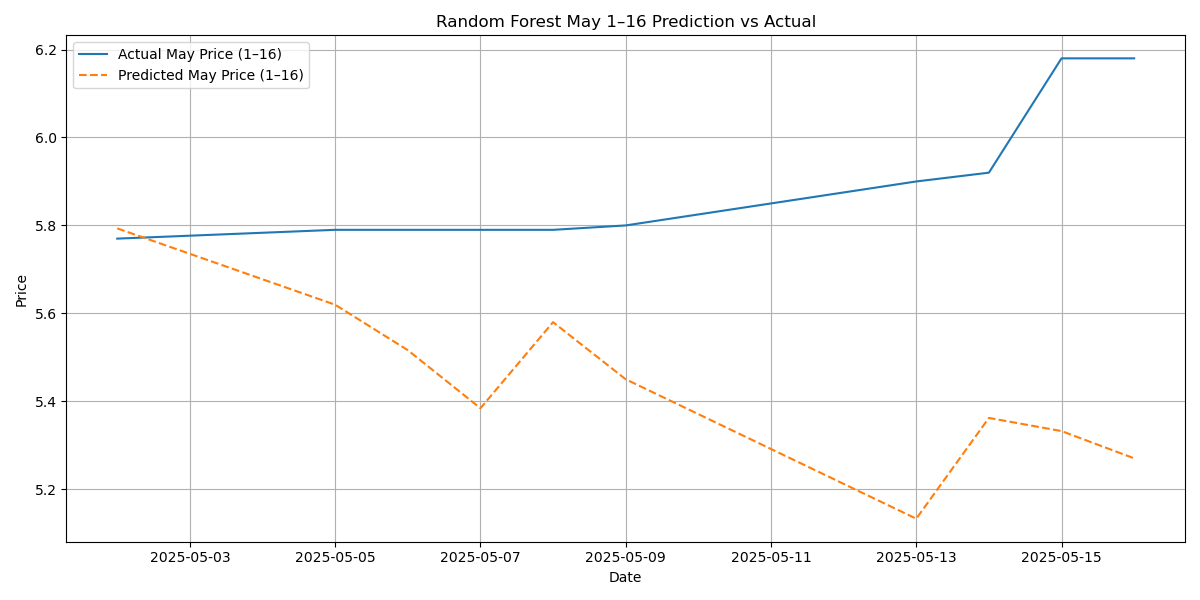 Random Forest May 1–16 Prediction vs Actual
Actual May Price (1–16)
Predicted May Price (1–16)
Price
6.2
6.0
5.8
5.6
5.4
5.2
2025-05-03 2025-05-05 2025-05-07 2025-05-09 2025-05-11 2025-05-13 2025-05-15
Date